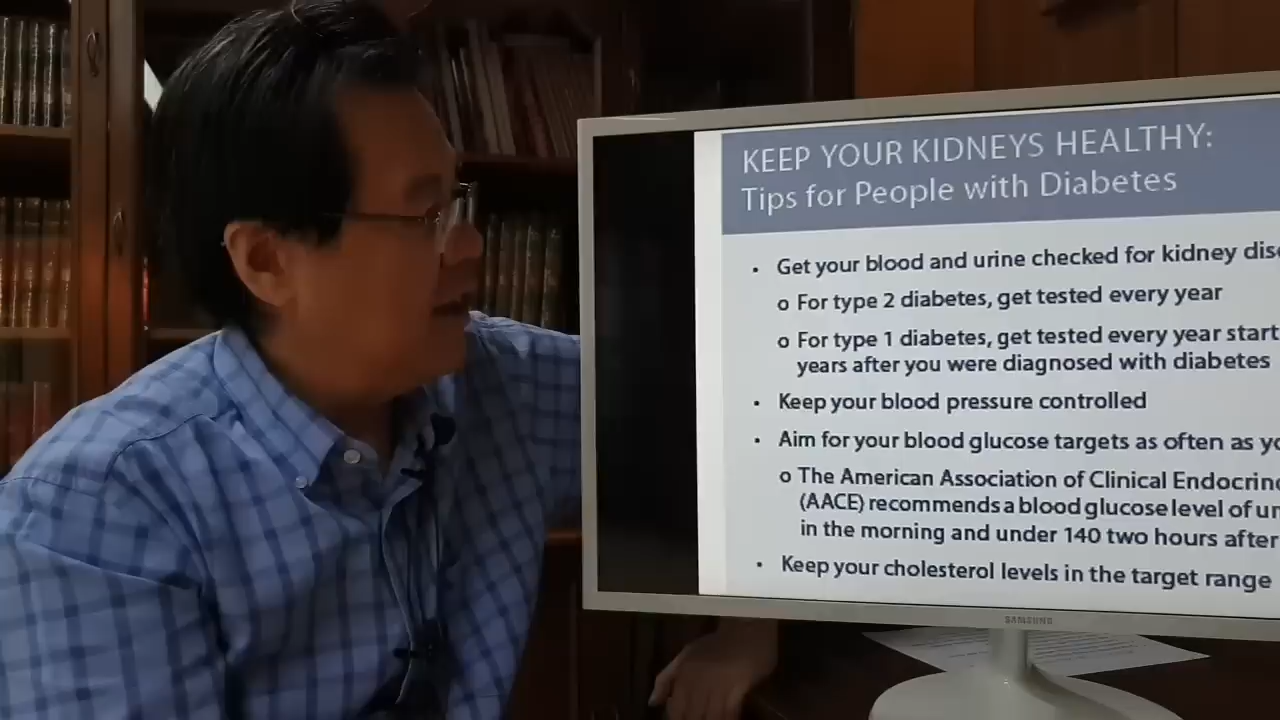 KEEP YOUR KIDNEYS HEALTHY:
Tips for People with Diabetes
• Get your blood and urine checked for kidney
o For type 2 diabetes, get tested every year
o For type 1 diabetes, get tested every year start
years after you were diagnosed with diabetes
• Keep your blood pressure controlled
• Aim for your blood glucose targets as often as
o The American Association of Clinical
(AACE) recommends a blood glucose level of
in the morning and under 140 two hours after
• Keep your cholesterol levels in the target range
SAMSUNG